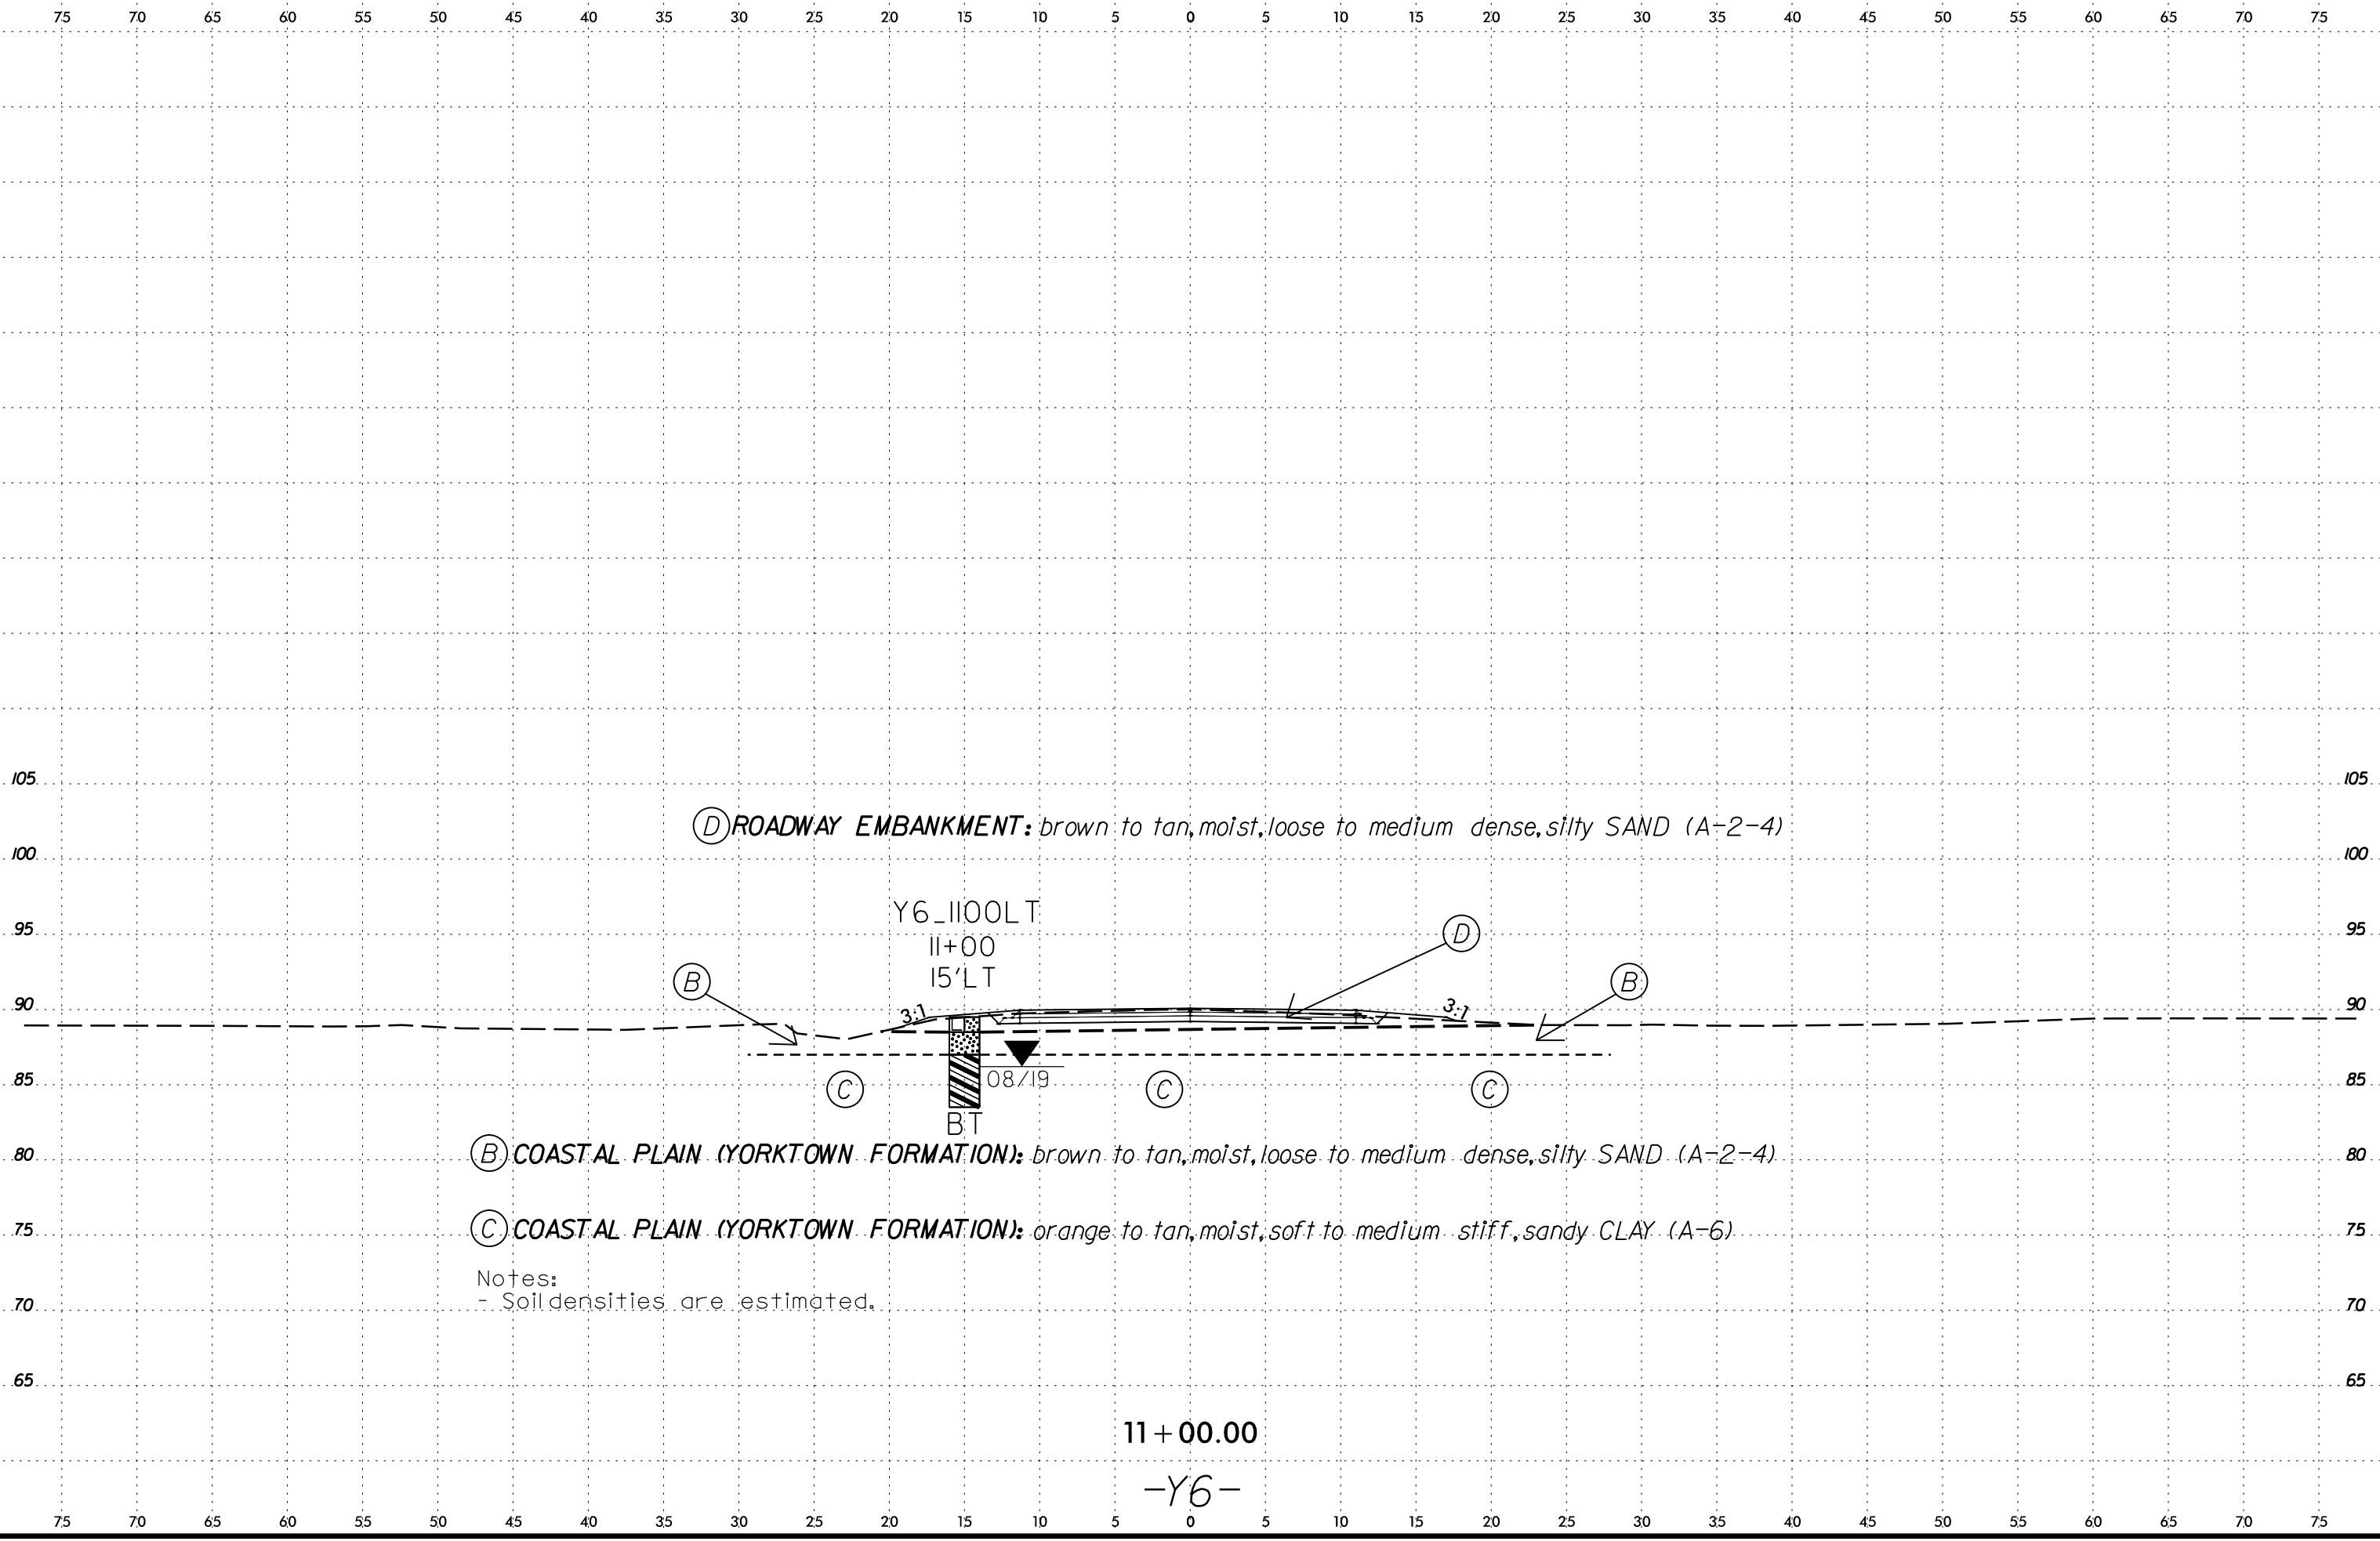 75 70 65 60 55 50 45 40 35 30 25 20 15 10 5 0 5 10 15 20 25 30 35 40 45 50 55 60 65 70 75
105 105
(D) ROADWAY EMBANKMENT: brown to tan, moist, loose to medium dense, silty SAND (A-2-4)
100 100
Y6_1100LT
95 D 95
11+00
15'LT
B B
90 3:1 3:1 90
85 C 08/19 C C 85
BT
80 (B) COASTAL PLAIN (YORKTOWN FORMATION): brown to tan, moist, loose to medium dense, silty SAND (A-2-4) 80
75 (C) COASTAL PLAIN (YORKTOWN FORMATION): orange to tan, moist, soft to medium stiff, sandy CLAY (A-6) 75
Notes:
70 - Soil densities are estimated. 70
65 65
11+00.00
-Y6-
75 70 65 60 55 50 45 40 35 30 25 20 15 10 5 0 5 10 15 20 25 30 35 40 45 50 55 60 65 70 75